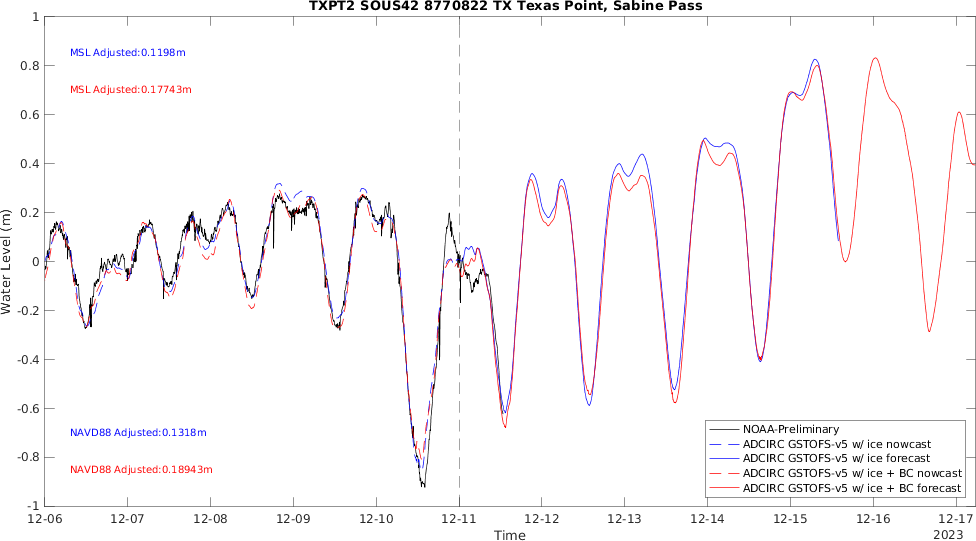 TXPT2 SOUS42 8770822 TX Texas Point, Sabine Pass
1
0.8
0.6
0.4
0.2
0
-0.2
-0.4
-0.6
-0.8
-1
Water Level (m)
MSL Adjusted:0.1198m
MSL Adjusted:0.17743m
NAVD88 Adjusted:0.1318m
NAVD88 Adjusted:0.18943m
NOAA-Preliminary
ADCIRC GSTOFS-v5 w/ ice nowcast
ADCIRC GSTOFS-v5 w/ ice forecast
ADCIRC GSTOFS-v5 w/ ice + BC nowcast
ADCIRC GSTOFS-v5 w/ ice + BC forecast
12-06 12-07 12-08 12-09 12-10 12-11 12-12 12-13 12-14 12-15 12-16 12-17
Time
2023